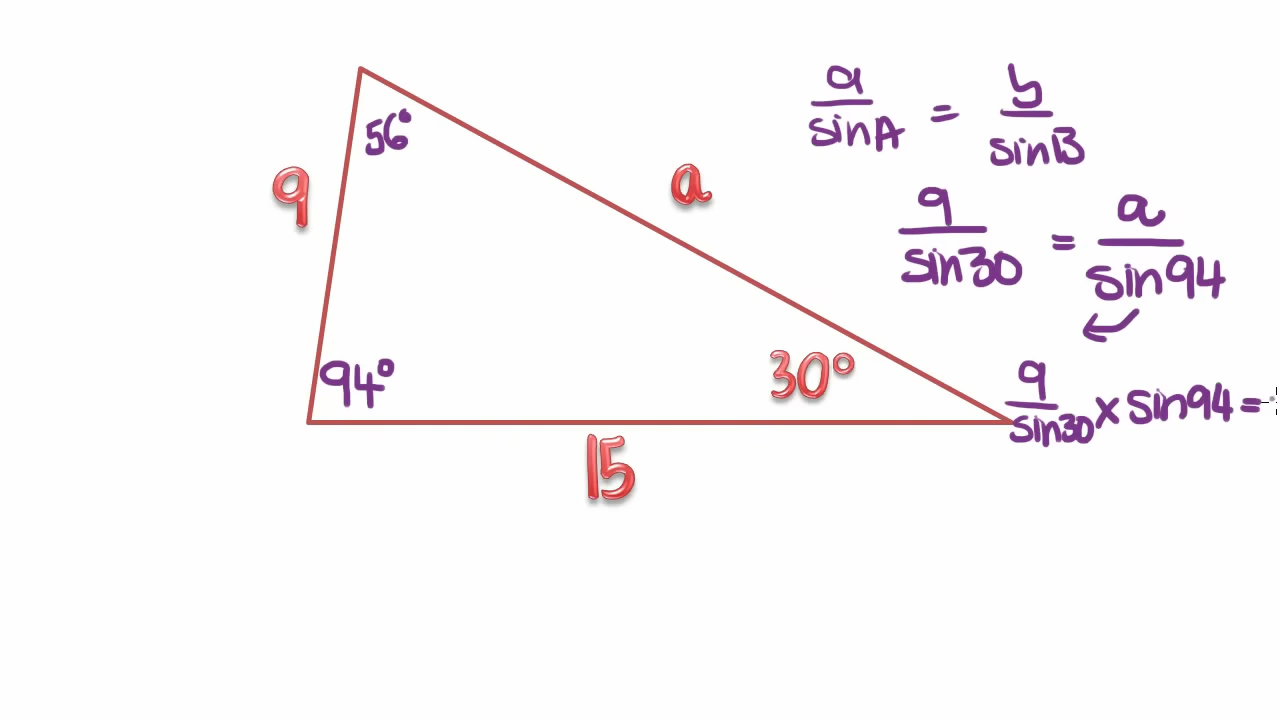 56°
9
a
94°
30°
15
a/sinA = b/sinB
9/sin30 = a/sin94
9/sin30 × sin94 =